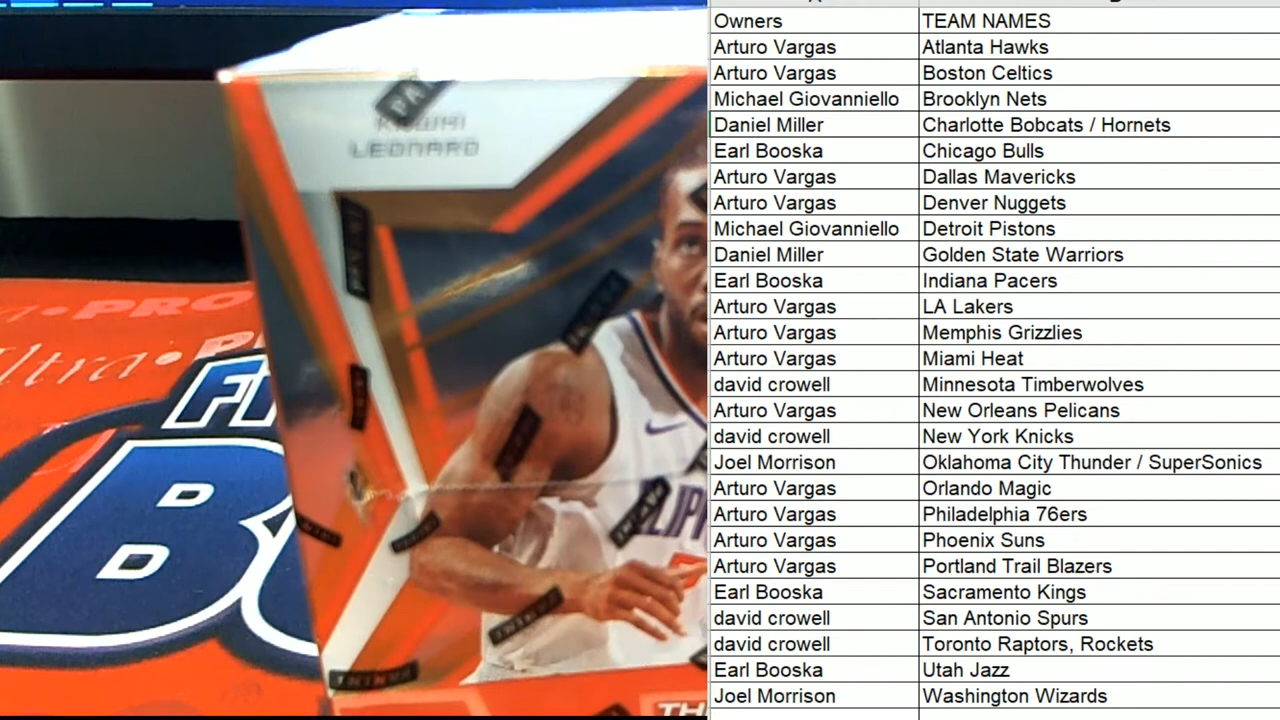 Owners TEAM NAMES
Arturo Vargas Atlanta Hawks
Arturo Vargas Boston Celtics
Michael Giovanniello Brooklyn Nets
Daniel Miller Charlotte Bobcats / Hornets
Earl Booska Chicago Bulls
Arturo Vargas Dallas Mavericks
Arturo Vargas Denver Nuggets
Michael Giovanniello Detroit Pistons
Daniel Miller Golden State Warriors
Earl Booska Indiana Pacers
Arturo Vargas LA Lakers
Arturo Vargas Memphis Grizzlies
Arturo Vargas Miami Heat
david crowell Minnesota Timberwolves
Arturo Vargas New Orleans Pelicans
david crowell New York Knicks
Joel Morrison Oklahoma City Thunder / SuperSonics
Arturo Vargas Orlando Magic
Arturo Vargas Philadelphia 76ers
Arturo Vargas Phoenix Suns
Arturo Vargas Portland Trail Blazers
Earl Booska Sacramento Kings
david crowell San Antonio Spurs
david crowell Toronto Raptors, Rockets
Earl Booska Utah Jazz
Joel Morrison Washington Wizards
KAWHI
LEONARD
PRO
B